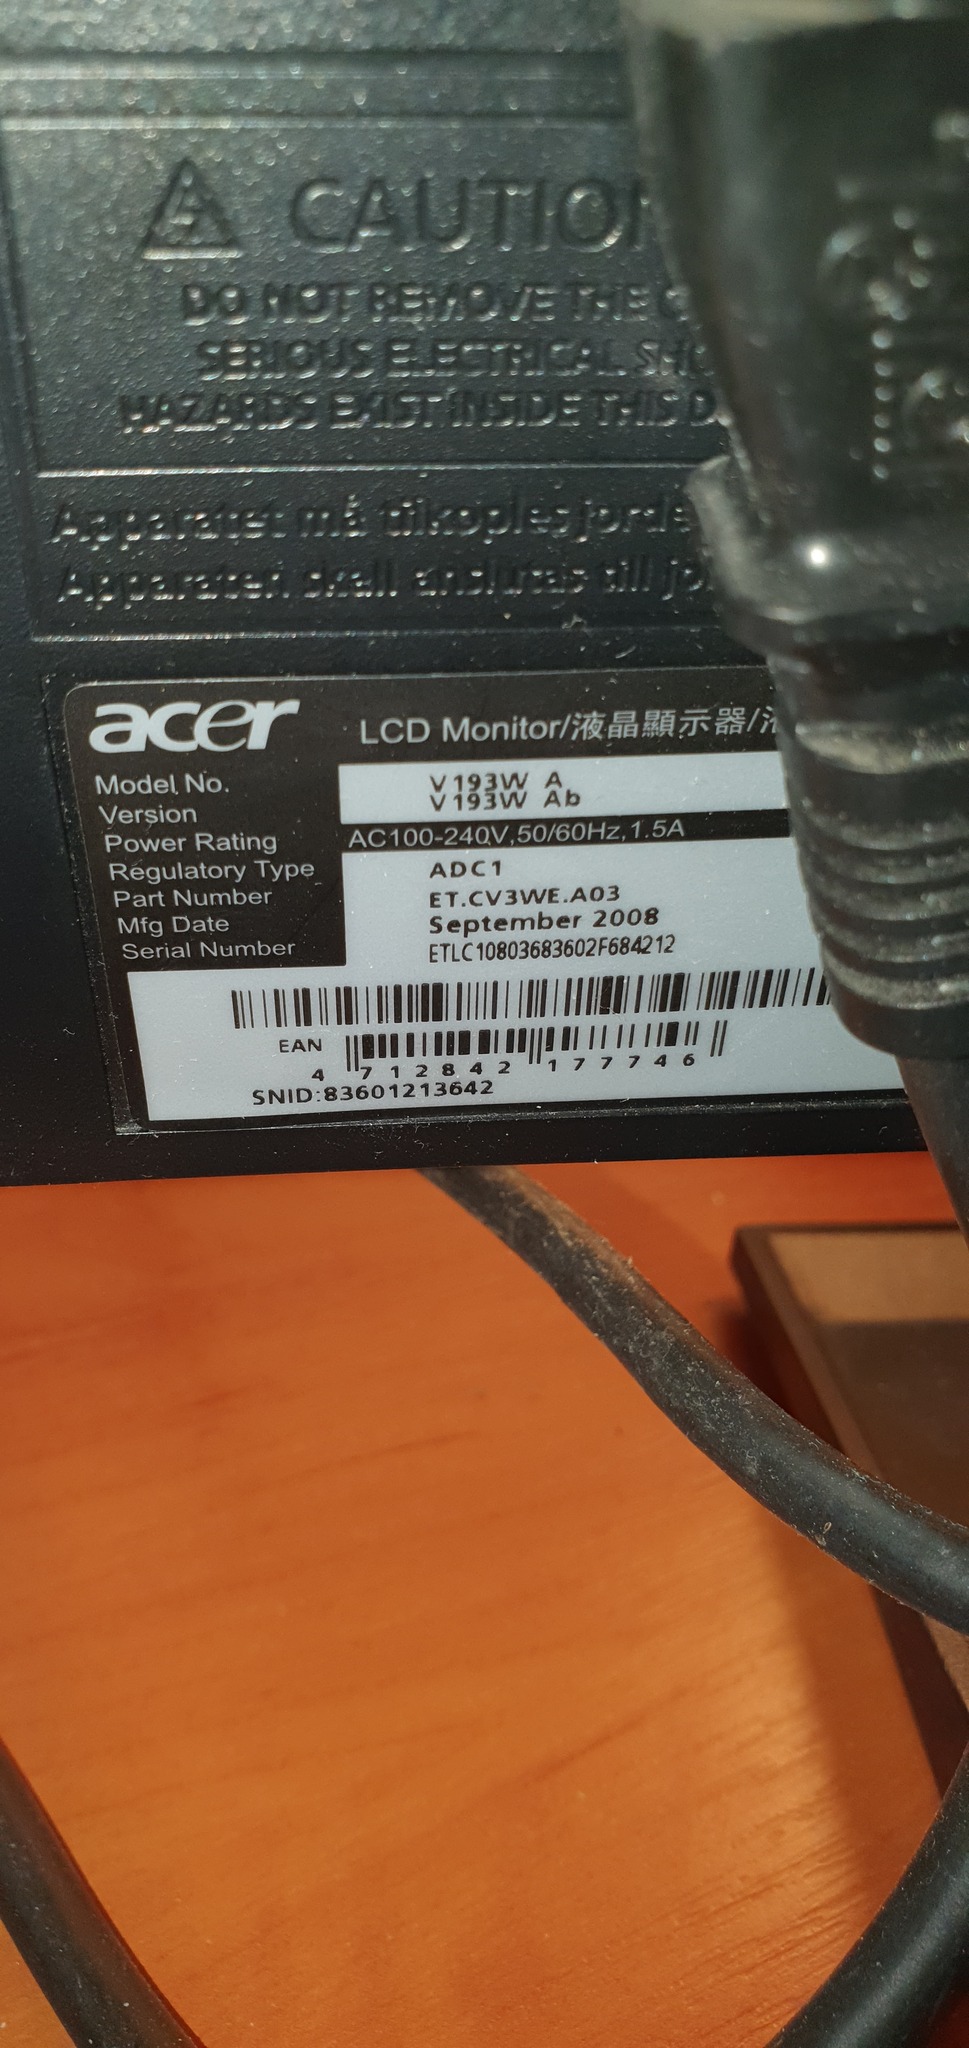 CAUTION
DO NOT REMOVE THE
SERIOUS ELECTRICAL
HAZARDS EXIST INSIDE THIS
Apparatet må tilkoples jorde
Apparaten skall anslutas till
acer LCD Monitor/液晶顯示器/
Model No. V193W A
Version V193W Ab
Power Rating AC100-240V,50/60Hz,1.5A
Regulatory Type ADC1
Part Number ET.CV3WE.A03
Mfg Date September 2008
Serial Number ETLC10803683602F684212
EAN
4 712842 177746
SNID:83601213642